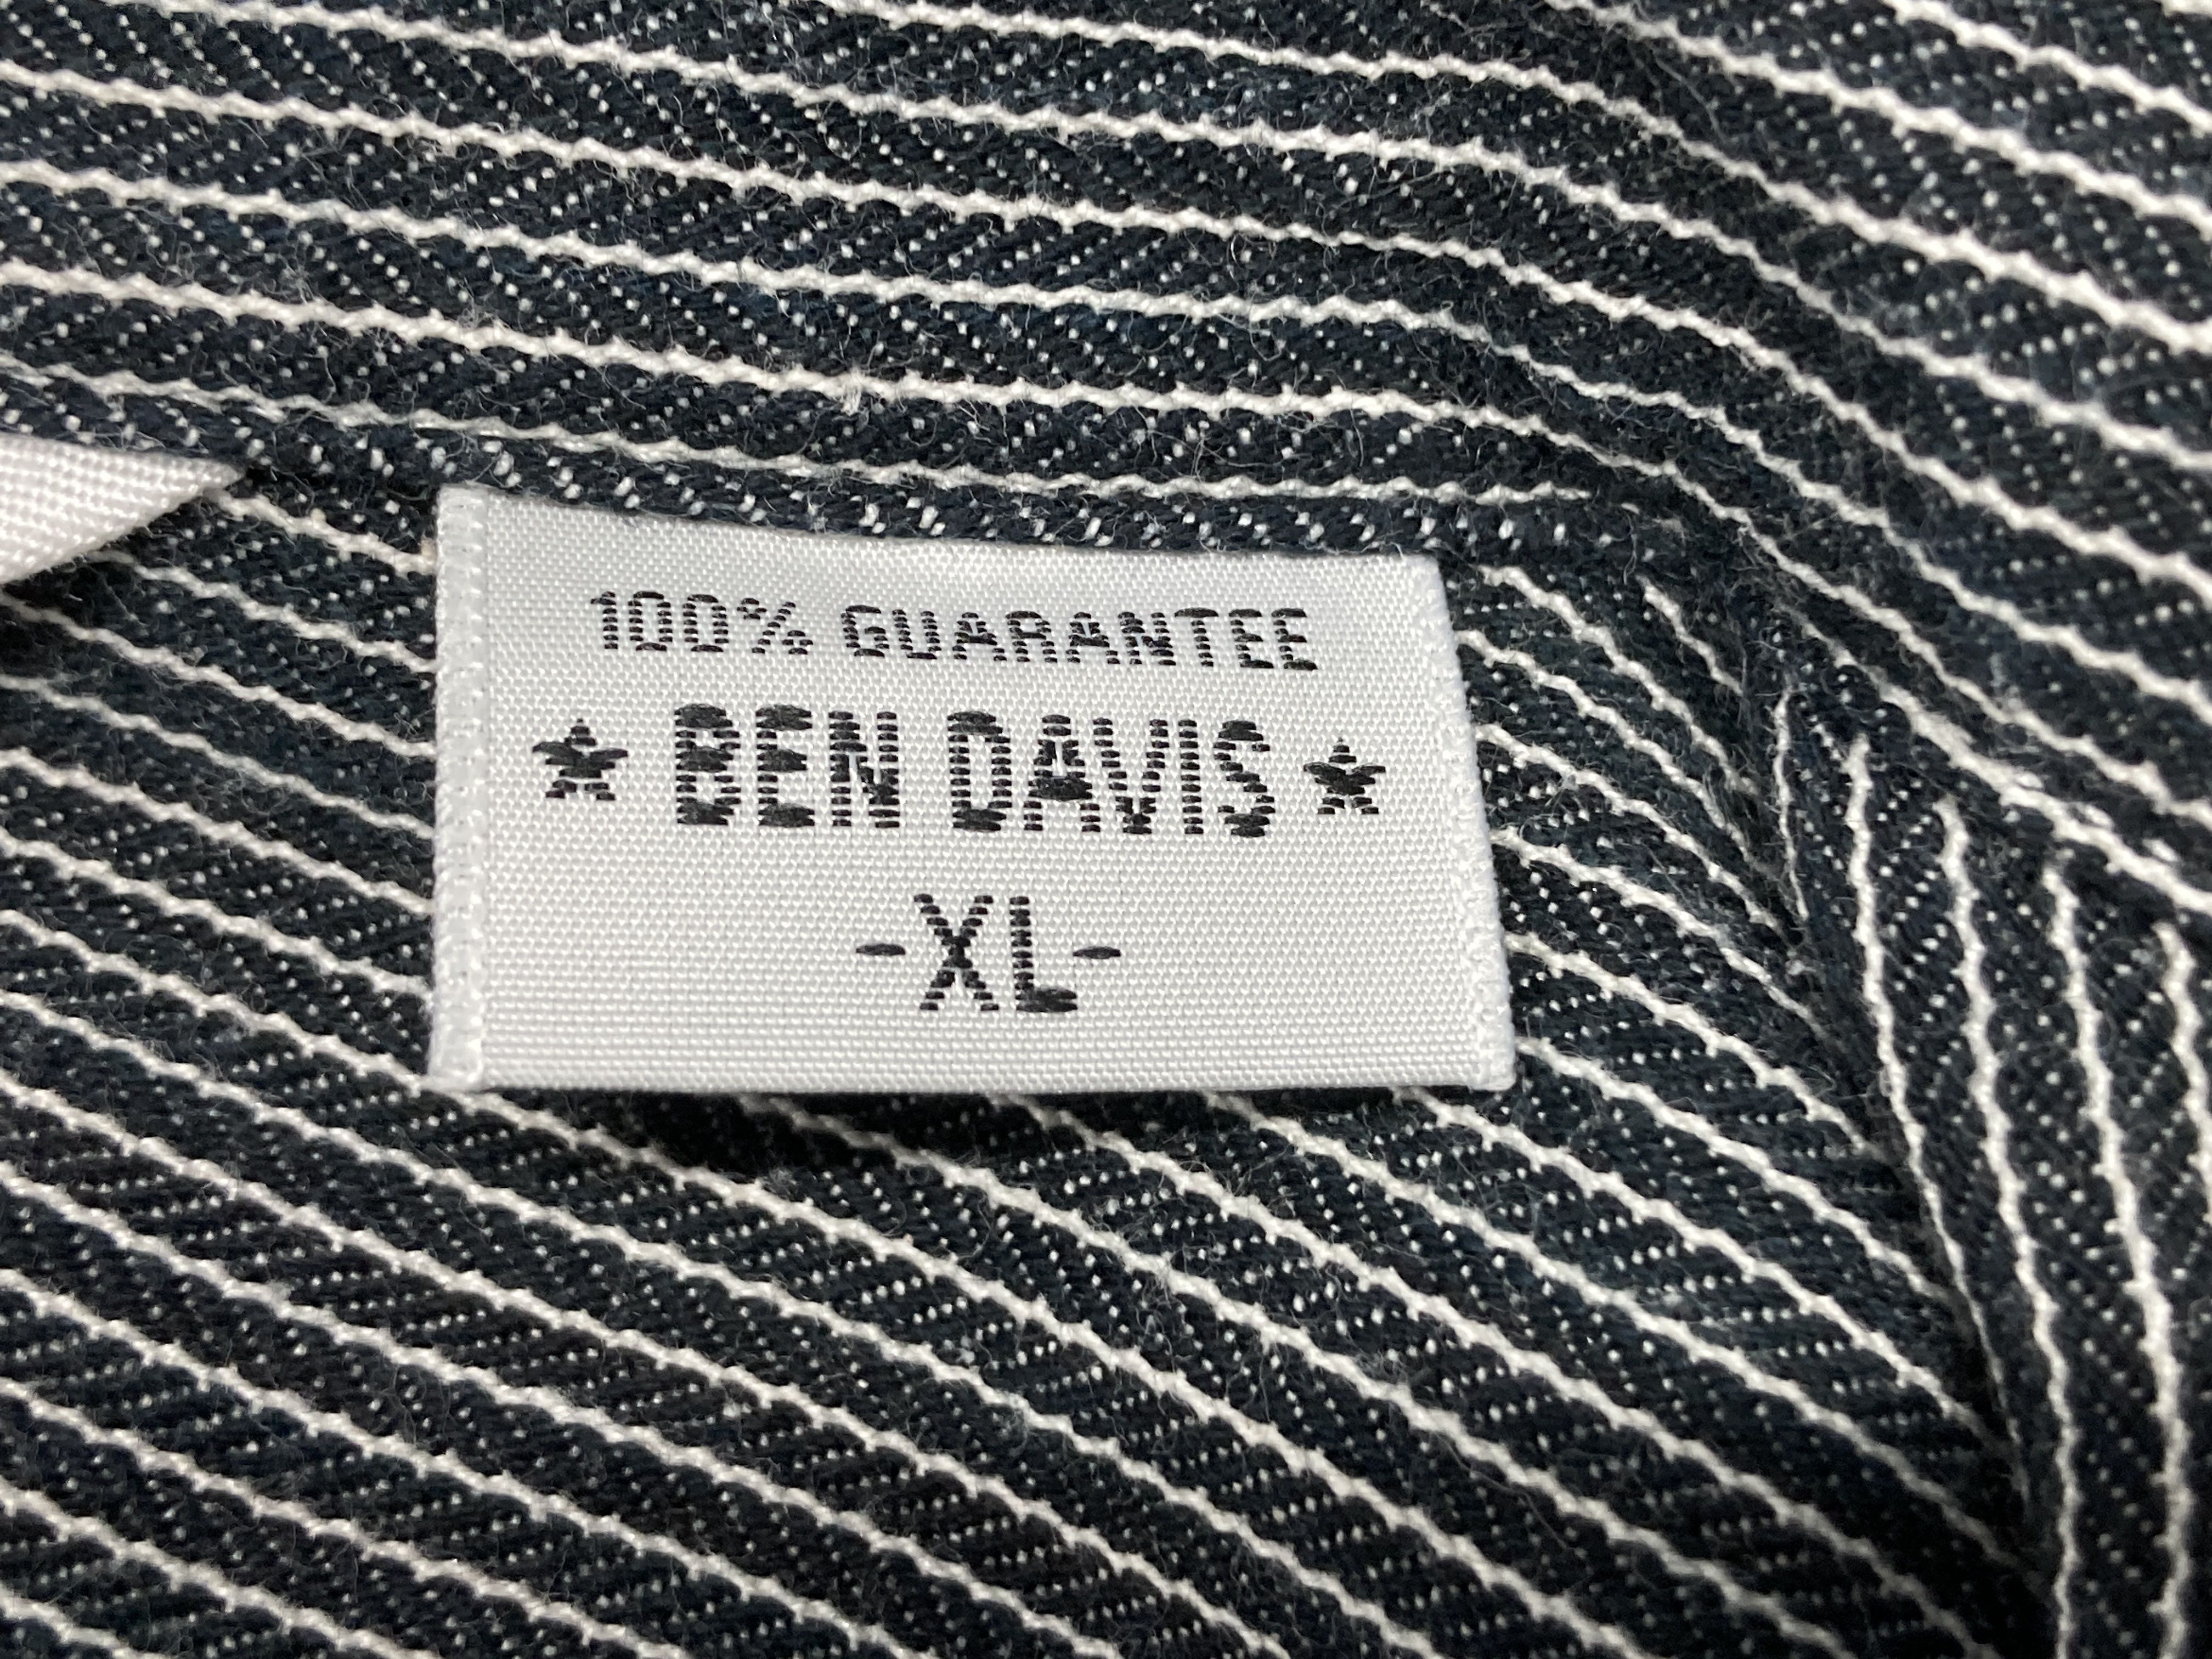 100% GUARANTEE
★ BEN DAVIS ★
-XL-